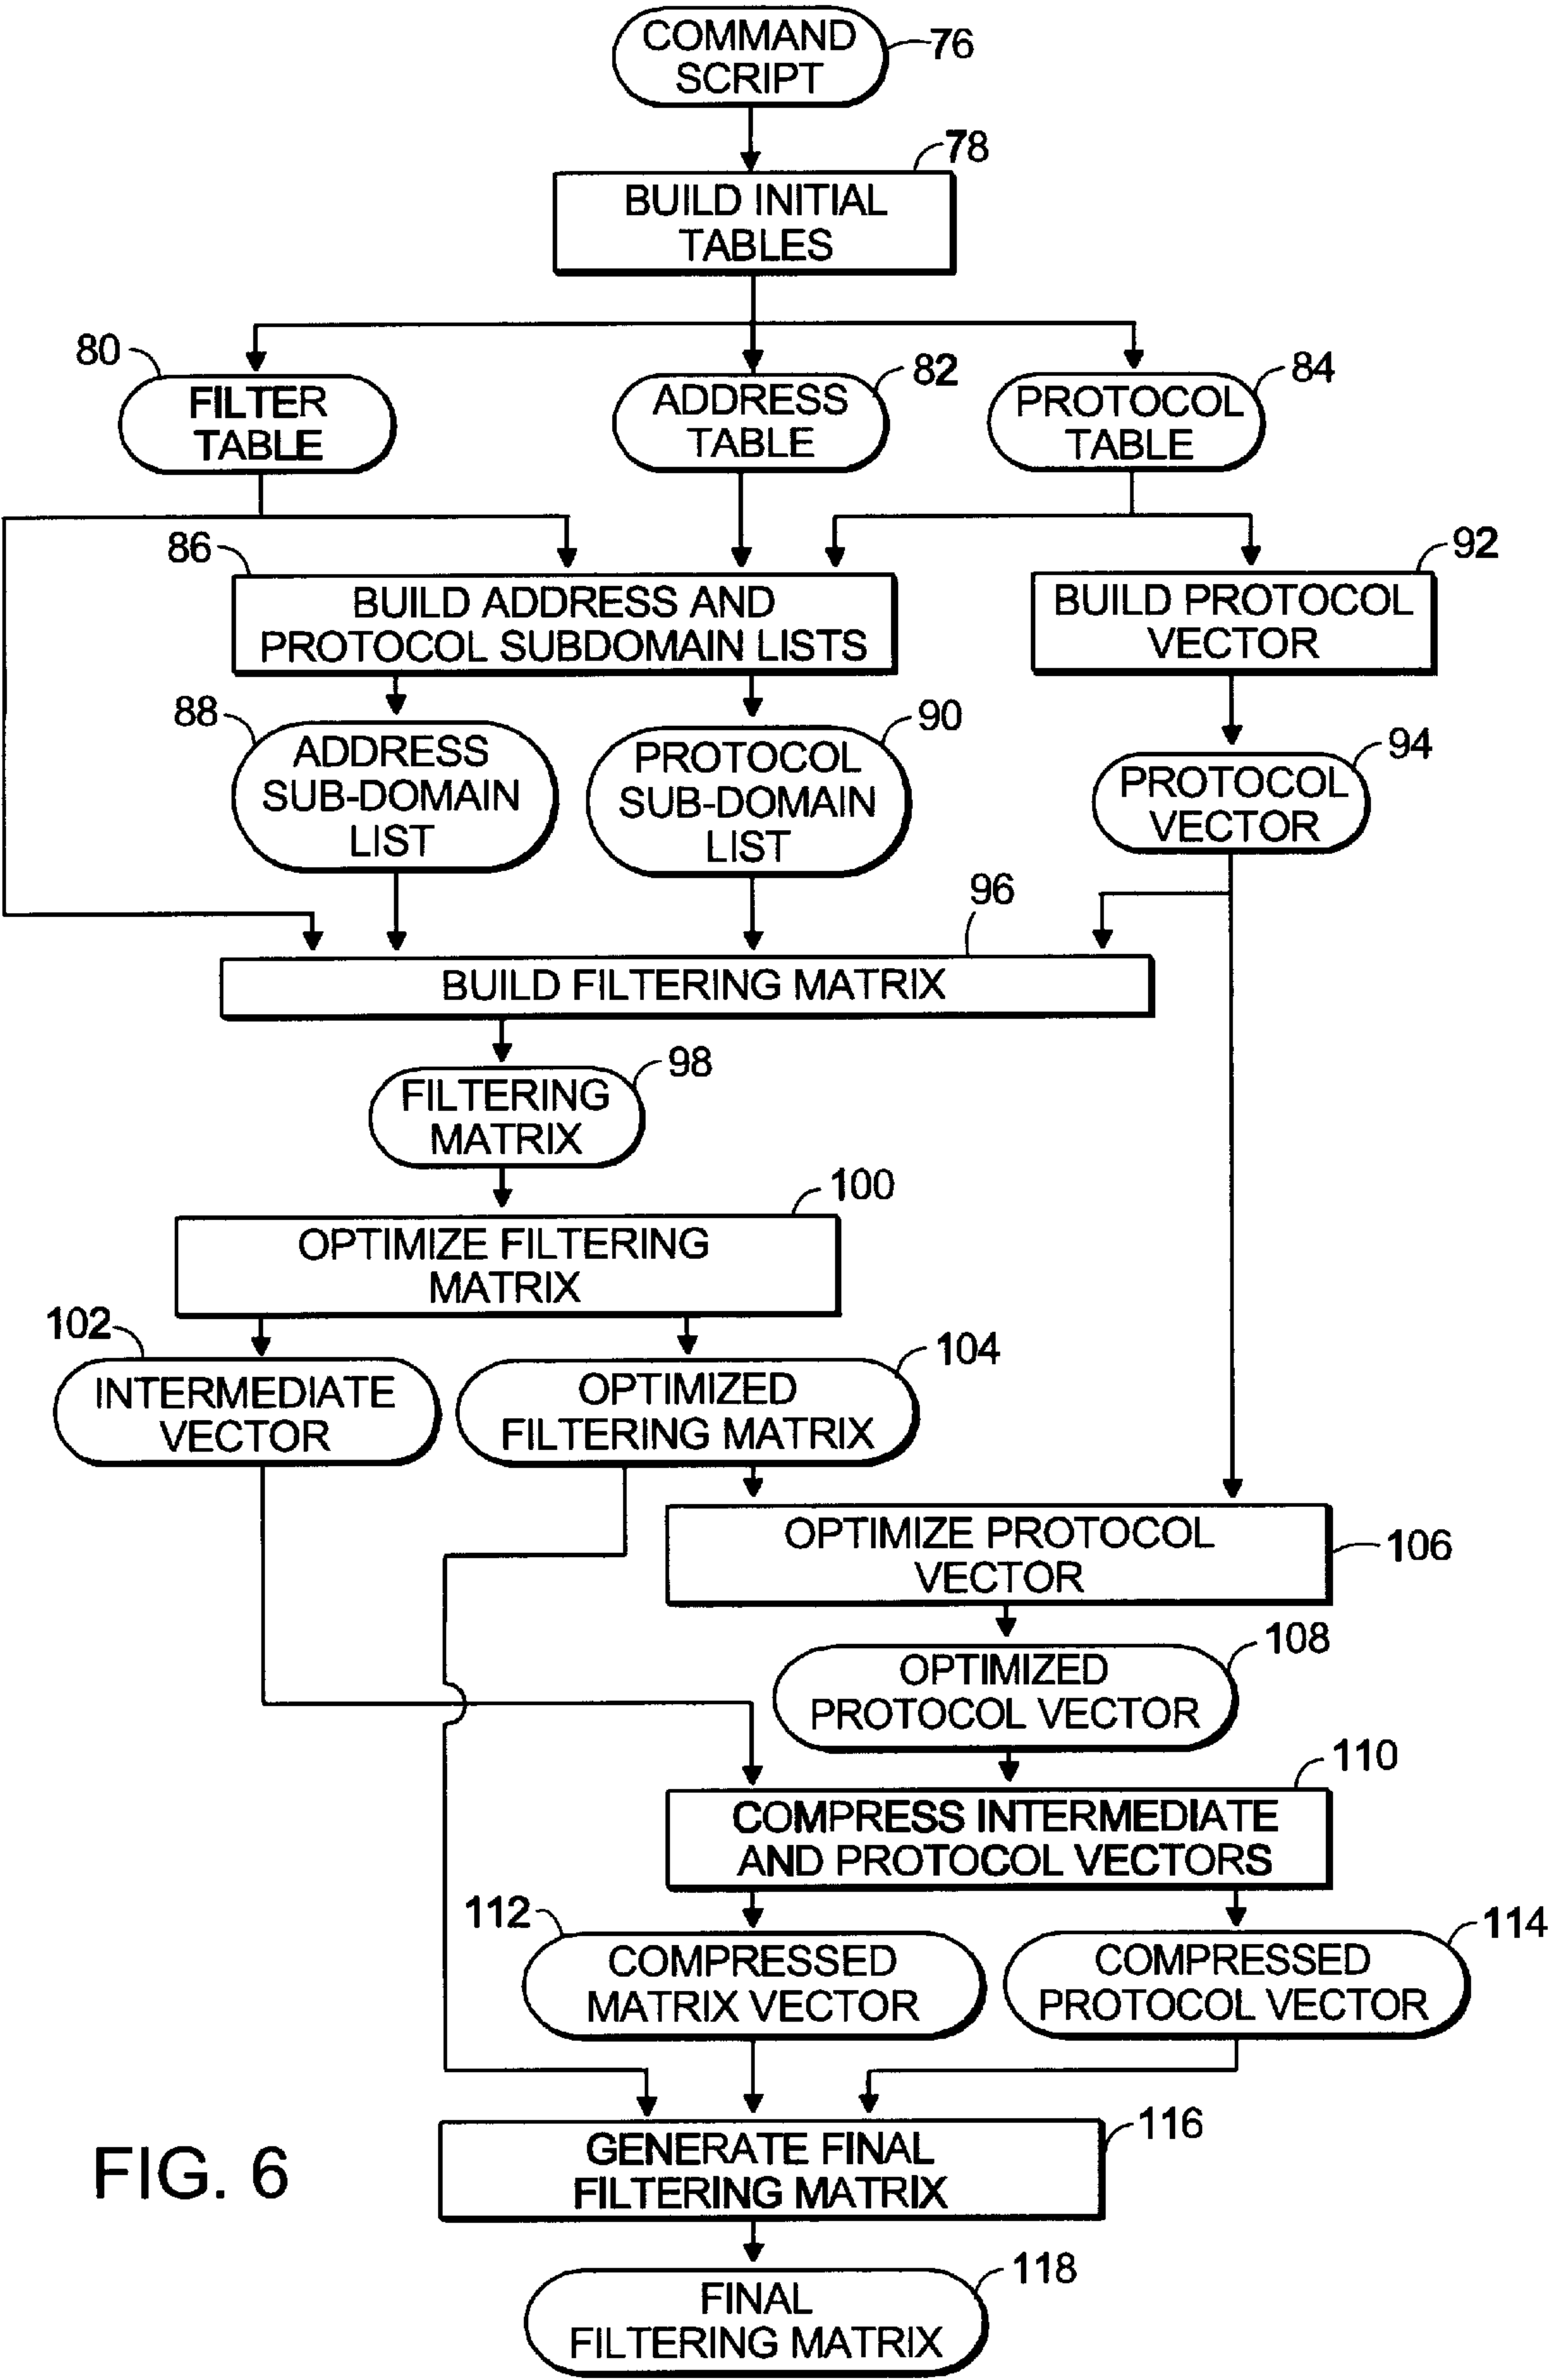 COMMAND
SCRIPT
76
78
BUILD INITIAL
TABLES
80
FILTER
TABLE
82
ADDRESS
TABLE
84
PROTOCOL
TABLE
86
BUILD ADDRESS AND
PROTOCOL SUBDOMAIN LISTS
92
BUILD PROTOCOL
VECTOR
88
ADDRESS
SUB-DOMAIN
LIST
90
PROTOCOL
SUB-DOMAIN
LIST
94
PROTOCOL
VECTOR
96
BUILD FILTERING MATRIX
98
FILTERING
MATRIX
100
OPTIMIZE FILTERING
MATRIX
102
INTERMEDIATE
VECTOR
104
OPTIMIZED
FILTERING MATRIX
OPTIMIZE PROTOCOL
VECTOR
106
108
OPTIMIZED
PROTOCOL VECTOR
110
COMPRESS INTERMEDIATE
AND PROTOCOL VECTORS
112
COMPRESSED
MATRIX VECTOR
114
COMPRESSED
PROTOCOL VECTOR
116
GENERATE FINAL
FILTERING MATRIX
FIG. 6
118
FINAL
FILTERING MATRIX